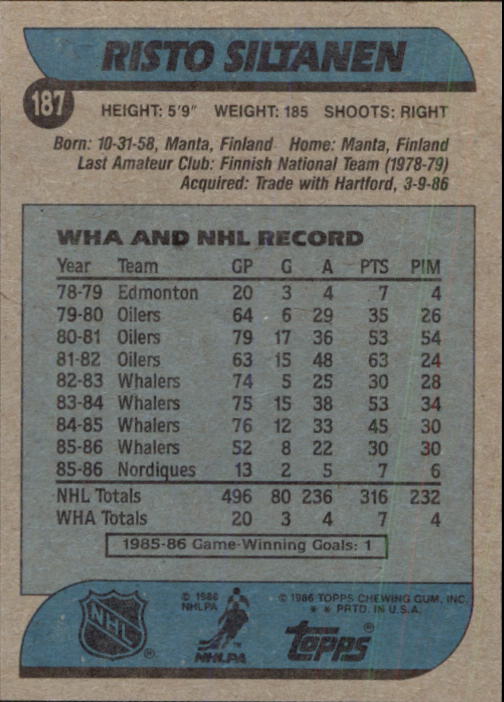 RISTO SILTANEN
187
HEIGHT: 5'9" WEIGHT: 185 SHOOTS: RIGHT
Born: 10-31-58, Manta, Finland Home: Manta, Finland
Last Amateur Club: Finnish National Team (1978-79)
Acquired: Trade with Hartford, 3-9-86
WHA AND NHL RECORD
Year Team GP G A PTS PIM
78-79 Edmonton 20 3 4 7 4
79-80 Oilers 64 6 29 35 26
80-81 Oilers 79 17 36 53 54
81-82 Oilers 63 15 48 63 24
82-83 Whalers 74 5 25 30 28
83-84 Whalers 75 15 38 53 34
84-85 Whalers 76 12 33 45 30
85-86 Whalers 52 8 22 30 30
85-86 Nordiques 13 2 5 7 6
NHL Totals 496 80 236 316 232
WHA Totals 20 3 4 7 4
1985-86 Game-Winning Goals: 1
NHL ®
© 1986
NHLPA
NHLPA
© 1986 TOPPS CHEWING GUM, INC.
* * PRTD. IN U.S.A.
Topps ®